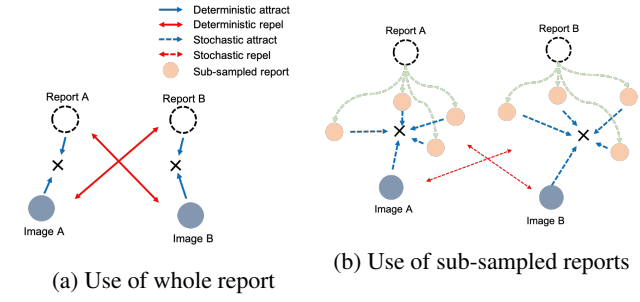 Deterministic attract
Deterministic repel
Stochastic attract
Stochastic repel
Sub-sampled report
Report A
Report B
Image A
Image B
(a) Use of whole report
Report A
Report B
Image A
Image B
(b) Use of sub-sampled reports